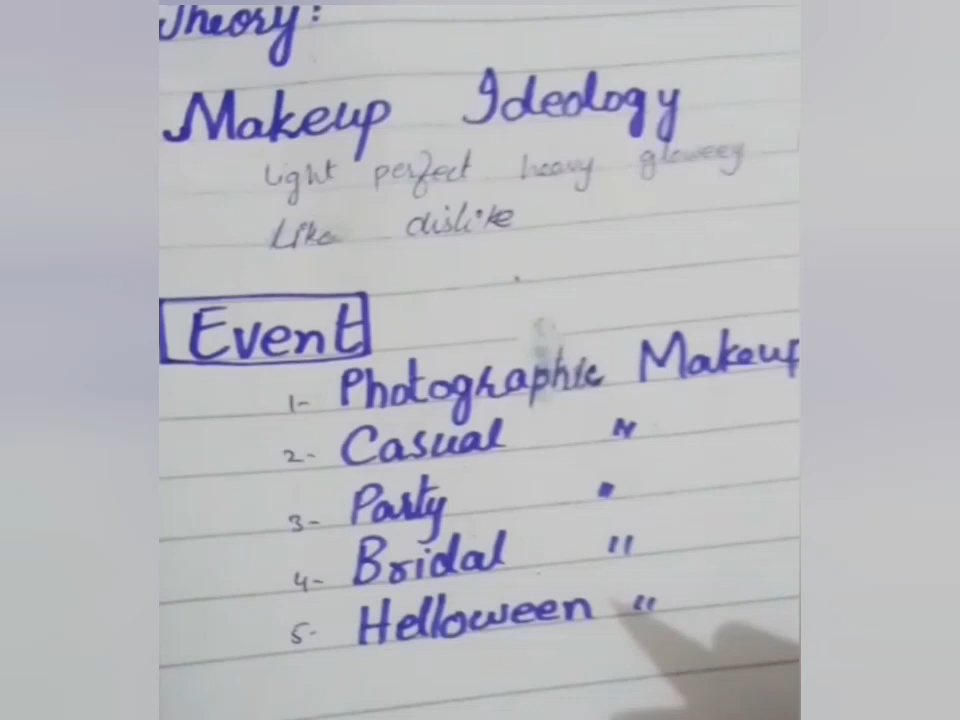 Theory:
Makeup Ideology
light perfect heavy gloweey
Like dislike
Event
1- Photographic Makeup
2- Casual "
3- Party "
4- Bridal "
5- Helloween "